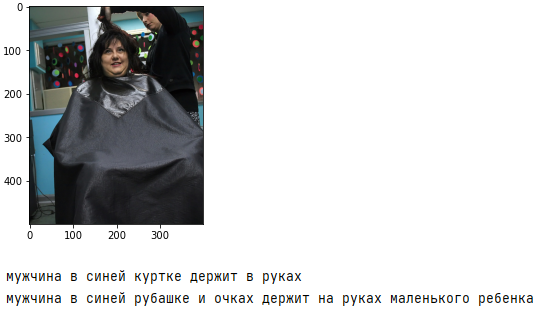 0
100
200
300
400
0 100 200 300
мужчина в синей куртке держит в руках
мужчина в синей рубашке и очках держит на руках маленького ребенка